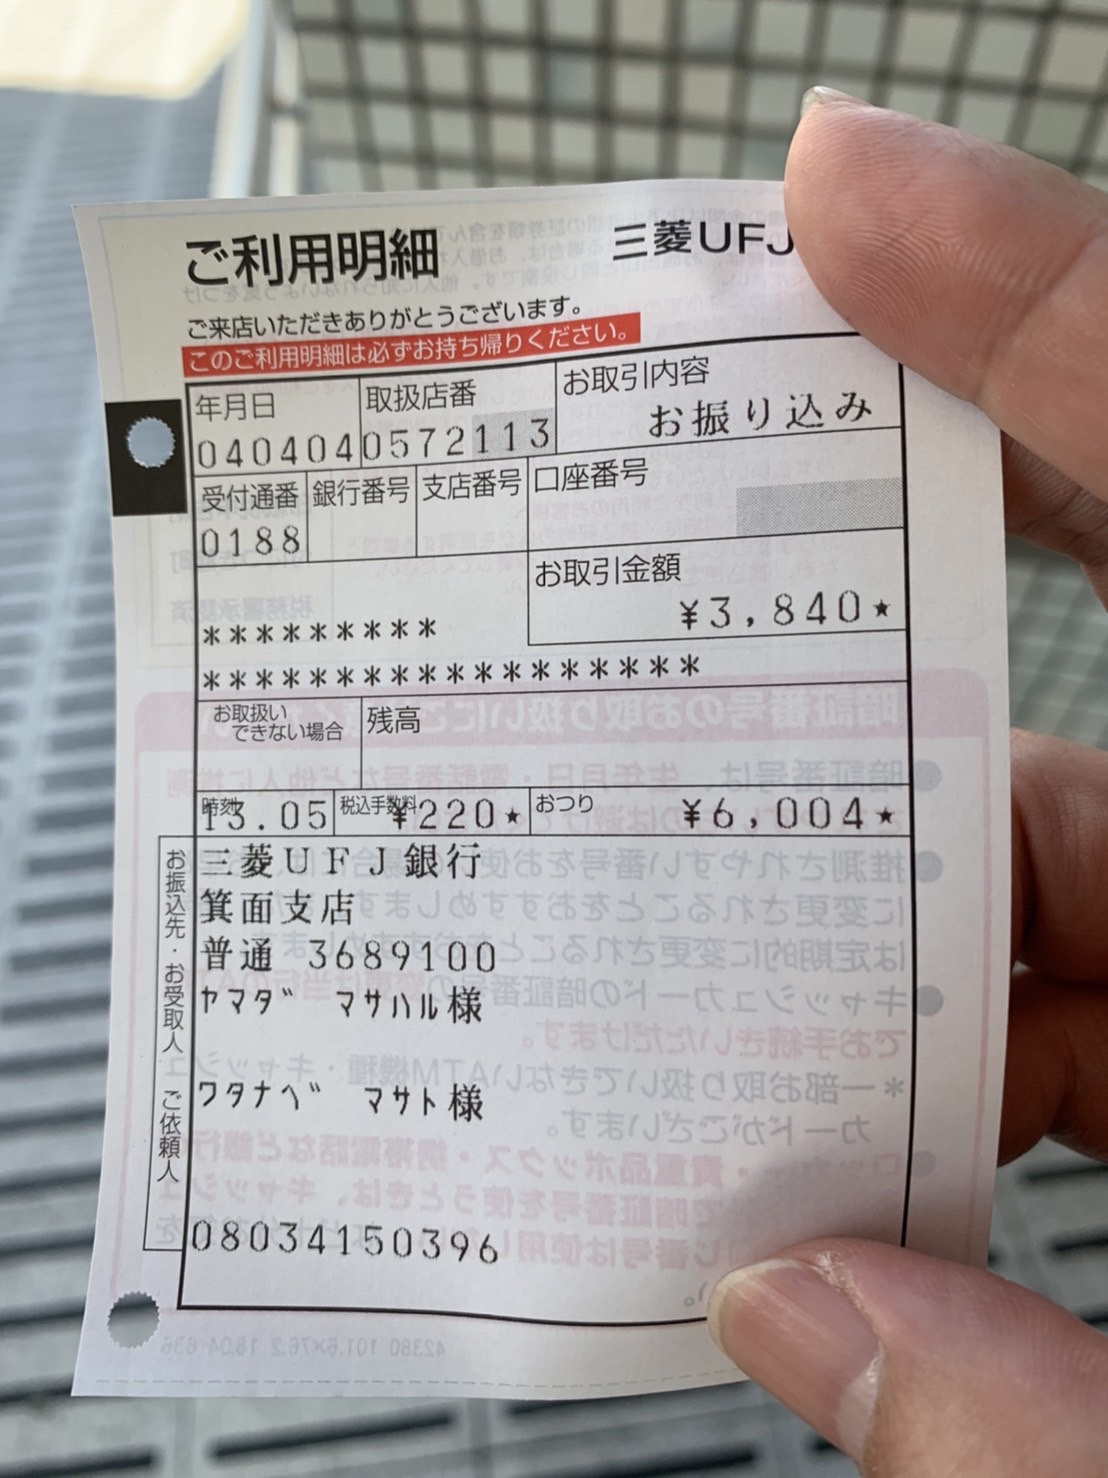 ご利用明細 三菱UFJ
ご来店いただきありがとうございます。
このご利用明細は必ずお持ち帰りください。
年月日 取扱店番 お取引内容
040404 0572113 お振り込み
受付通番 銀行番号 支店番号 口座番号
0188
お取引金額
¥3,840★
*********
*******************
お取扱いできない場合 残高
時刻 税込手数料 おつり
13.05 ¥220★ ¥6,004★
お振込先・お受取人 ご依頼人
三菱UFJ銀行
箕面支店
普通 3689100
ヤマダ゛ マサハル様
ワタナベ゛ マサト様
08034150396